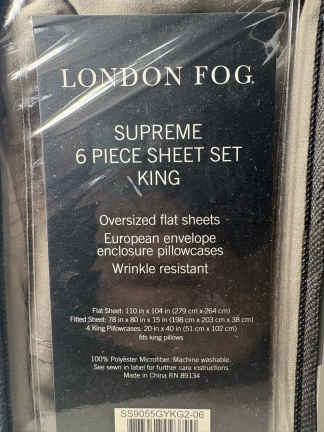 LONDON FOG.
SUPREME
6 PIECE SHEET SET
KING
Oversized flat sheets
European envelope
enclosure pillowcases
Wrinkle resistant
Flat Sheet: 110 in x 104 in (279 cm x 264 cm)
Fitted Sheet: 78 in x 80 in x 15 in (198 cm x 203 cm x 38 cm)
4 King Pillowcases: 20 in x 40 in (51 cm x 102 cm)
fits king pillows
100% Polyester Microfiber. Machine washable.
See sewn in label for further care instructions.
Made in China RN 89134
SS9055GYKG2-06